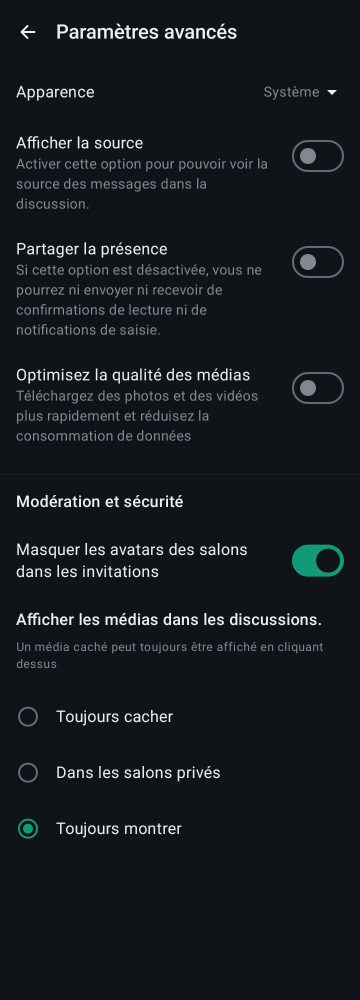 Paramètres avancés
Apparence
Système
Afficher la source
Activer cette option pour pouvoir voir la
source des messages dans la
discussion.
Partager la présence
Si cette option est désactivée, vous ne
pourrez ni envoyer ni recevoir de
confirmations de lecture ni de
notifications de saisie.
Optimisez la qualité des médias
Téléchargez des photos et des vidéos
plus rapidement et réduisez la
consommation de données
Modération et sécurité
Masquer les avatars des salons
dans les invitations
Afficher les médias dans les discussions.
Un média caché peut toujours être affiché en cliquant
dessus
Toujours cacher
Dans les salons privés
Toujours montrer